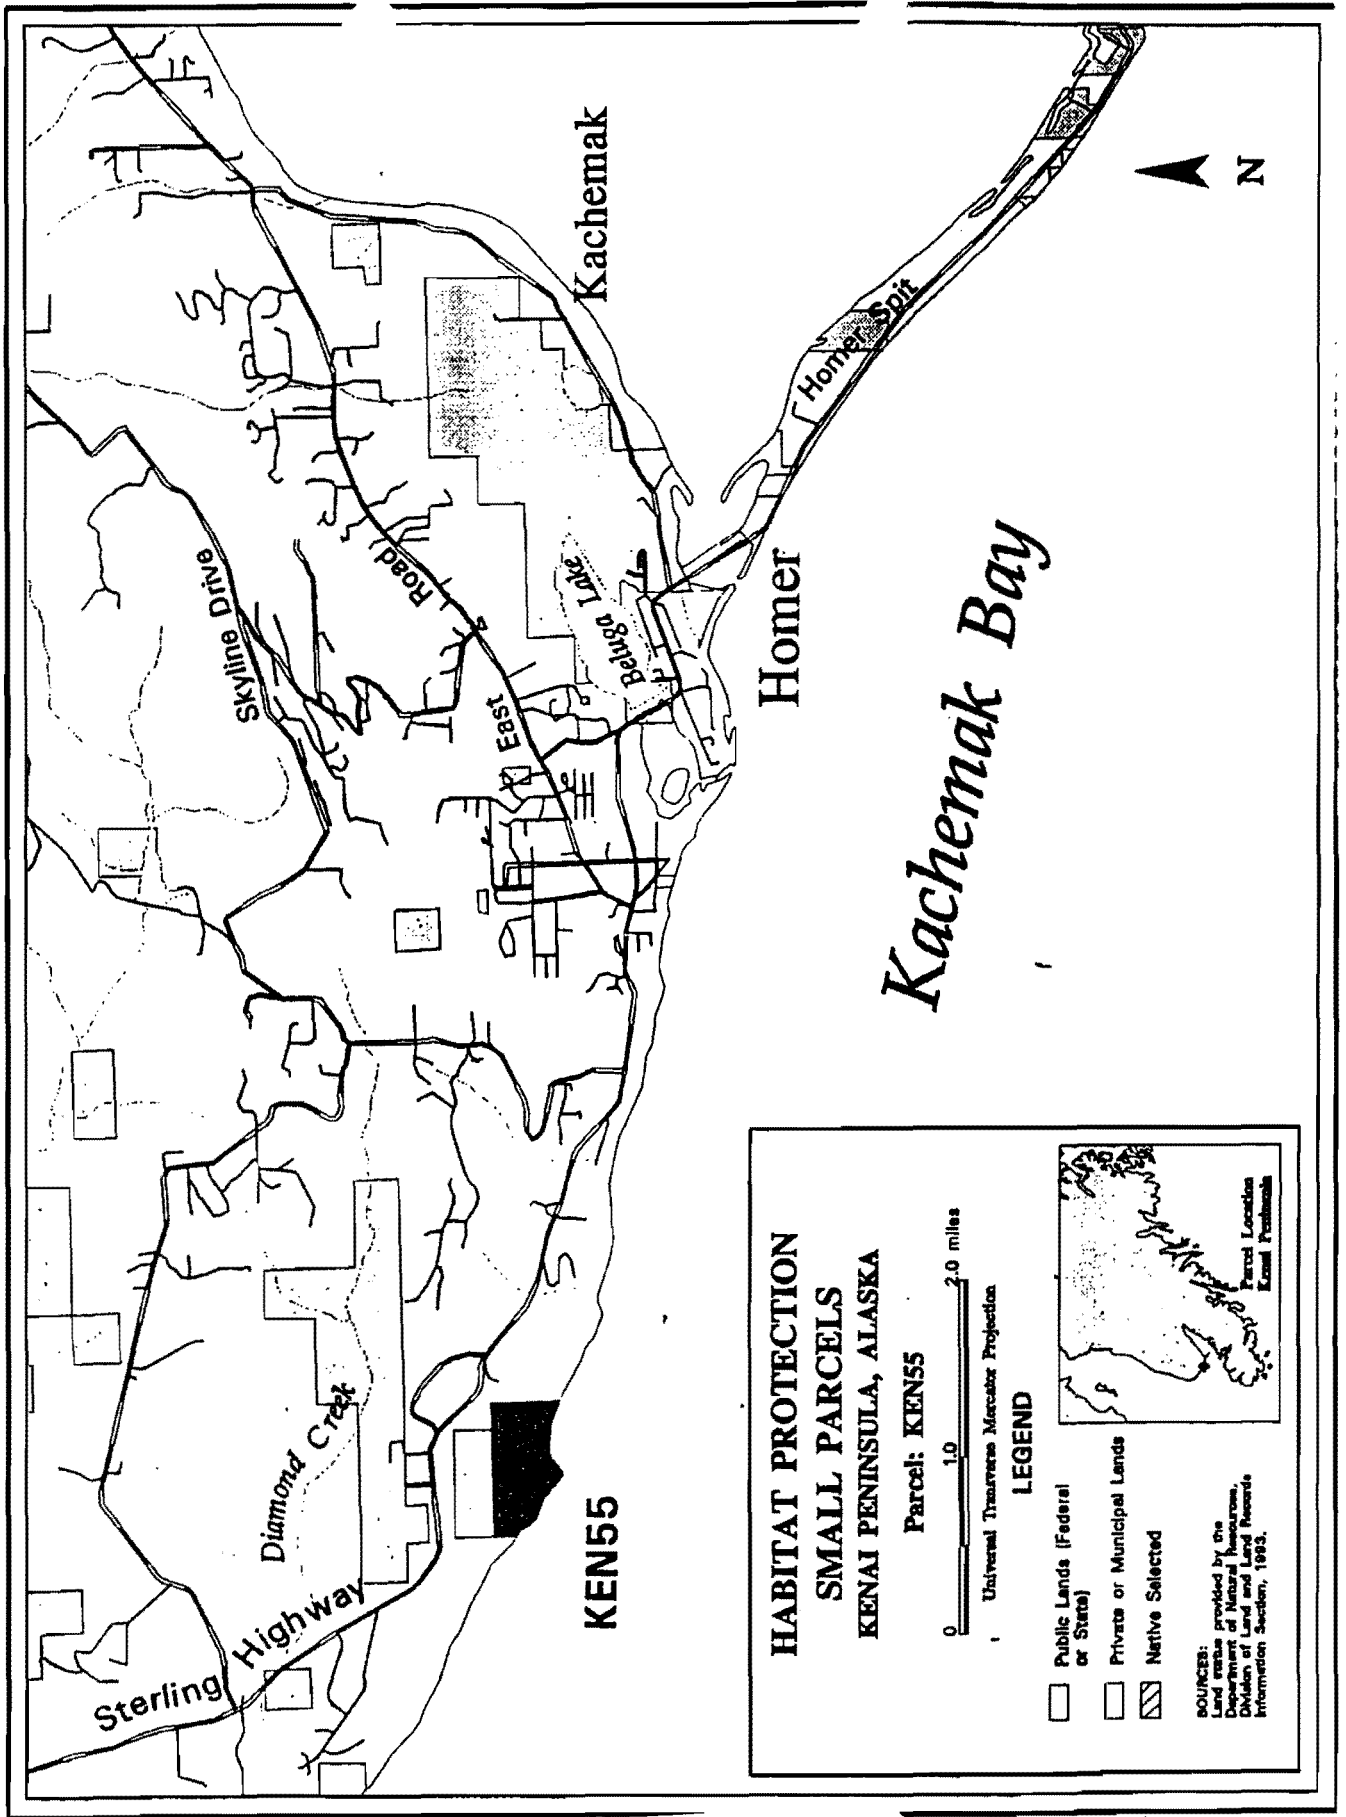 Sterling
Highway
Diamond Creek
Skyline Drive
East
Road
Beluga Lake
Kachemak
Homer Spit
Homer
Kachemak Bay
KEN55
N
HABITAT PROTECTION
SMALL PARCELS
KENAI PENINSULA, ALASKA
Parcel: KEN55
0 1.0 2.0 miles
Universal Transverse Mercator Projection
LEGEND
Public Lands (Federal
or State)
Private or Municipal Lands
Native Selected
SOURCES:
Land status provided by the
Department of Natural Resources,
Division of Land and Land Records
Information Section, 1993.
Parcel Location
Kenai Peninsula